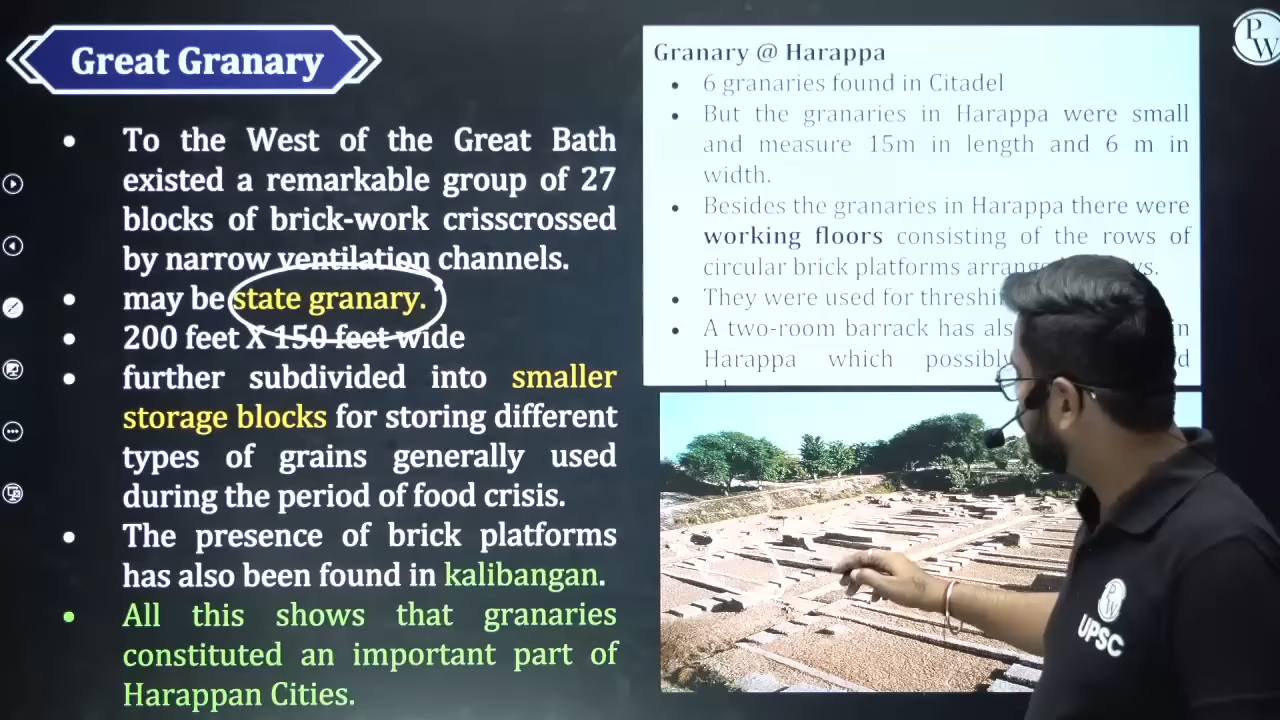 Great Granary
To the West of the Great Bath
existed a remarkable group of 27
blocks of brick-work crisscrossed
by narrow ventilation channels.
may be state granary.
200 feet X 150 feet wide
further subdivided into smaller
storage blocks for storing different
types of grains generally used
during the period of food crisis.
The presence of brick platforms
has also been found in kalibangan.
All this shows that granaries
constituted an important part of
Harappan Cities.
Granary @ Harappa
6 granaries found in Citadel
But the granaries in Harappa were small
and measure 15m in length and 6 m in
width.
Besides the granaries in Harappa there were
working floors consisting of the rows of
circular brick platforms
They were used for
A two-room barrack has in
Harappa which possibly
PW
UPSC